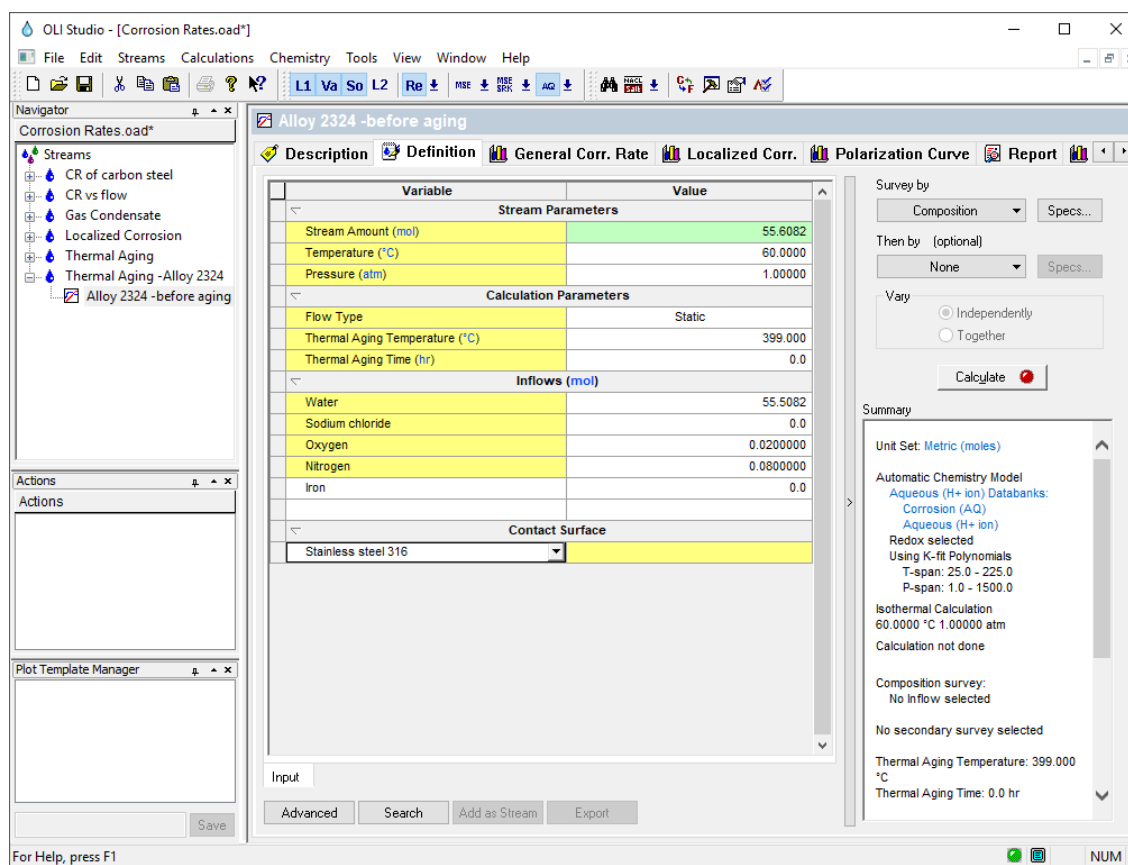 OLI Studio - [Corrosion Rates.oad*]
File Edit Streams Calculations Chemistry Tools View Window Help
L1 Va So L2 Re MSE MSE SRK AQ
Navigator
Corrosion Rates.oad*
Streams
CR of carbon steel
CR vs flow
Gas Condensate
Localized Corrosion
Thermal Aging
Thermal Aging -Alloy 2324
Alloy 2324 -before aging
Actions
Actions
Plot Template Manager
Save
Alloy 2324 -before aging
Description Definition General Corr. Rate Localized Corr. Polarization Curve Report
Variable Value
Stream Parameters
Stream Amount (mol) 55.6082
Temperature (°C) 60.0000
Pressure (atm) 1.00000
Calculation Parameters
Flow Type Static
Thermal Aging Temperature (°C) 399.000
Thermal Aging Time (hr) 0.0
Inflows (mol)
Water 55.5082
Sodium chloride 0.0
Oxygen 0.0200000
Nitrogen 0.0800000
Iron 0.0
Contact Surface
Stainless steel 316
Input
Advanced Search Add as Stream Export
Survey by
Composition Specs...
Then by (optional)
None Specs...
Vary
Independently
Together
Calculate
Summary
Unit Set: Metric (moles)
Automatic Chemistry Model
Aqueous (H+ ion) Databanks:
Corrosion (AQ)
Aqueous (H+ ion)
Redox selected
Using K-fit Polynomials
T-span: 25.0 - 225.0
P-span: 1.0 - 1500.0
Isothermal Calculation
60.0000 °C 1.00000 atm
Calculation not done
Composition survey:
No Inflow selected
No secondary survey selected
Thermal Aging Temperature: 399.000
°C
Thermal Aging Time: 0.0 hr
For Help, press F1
NUM